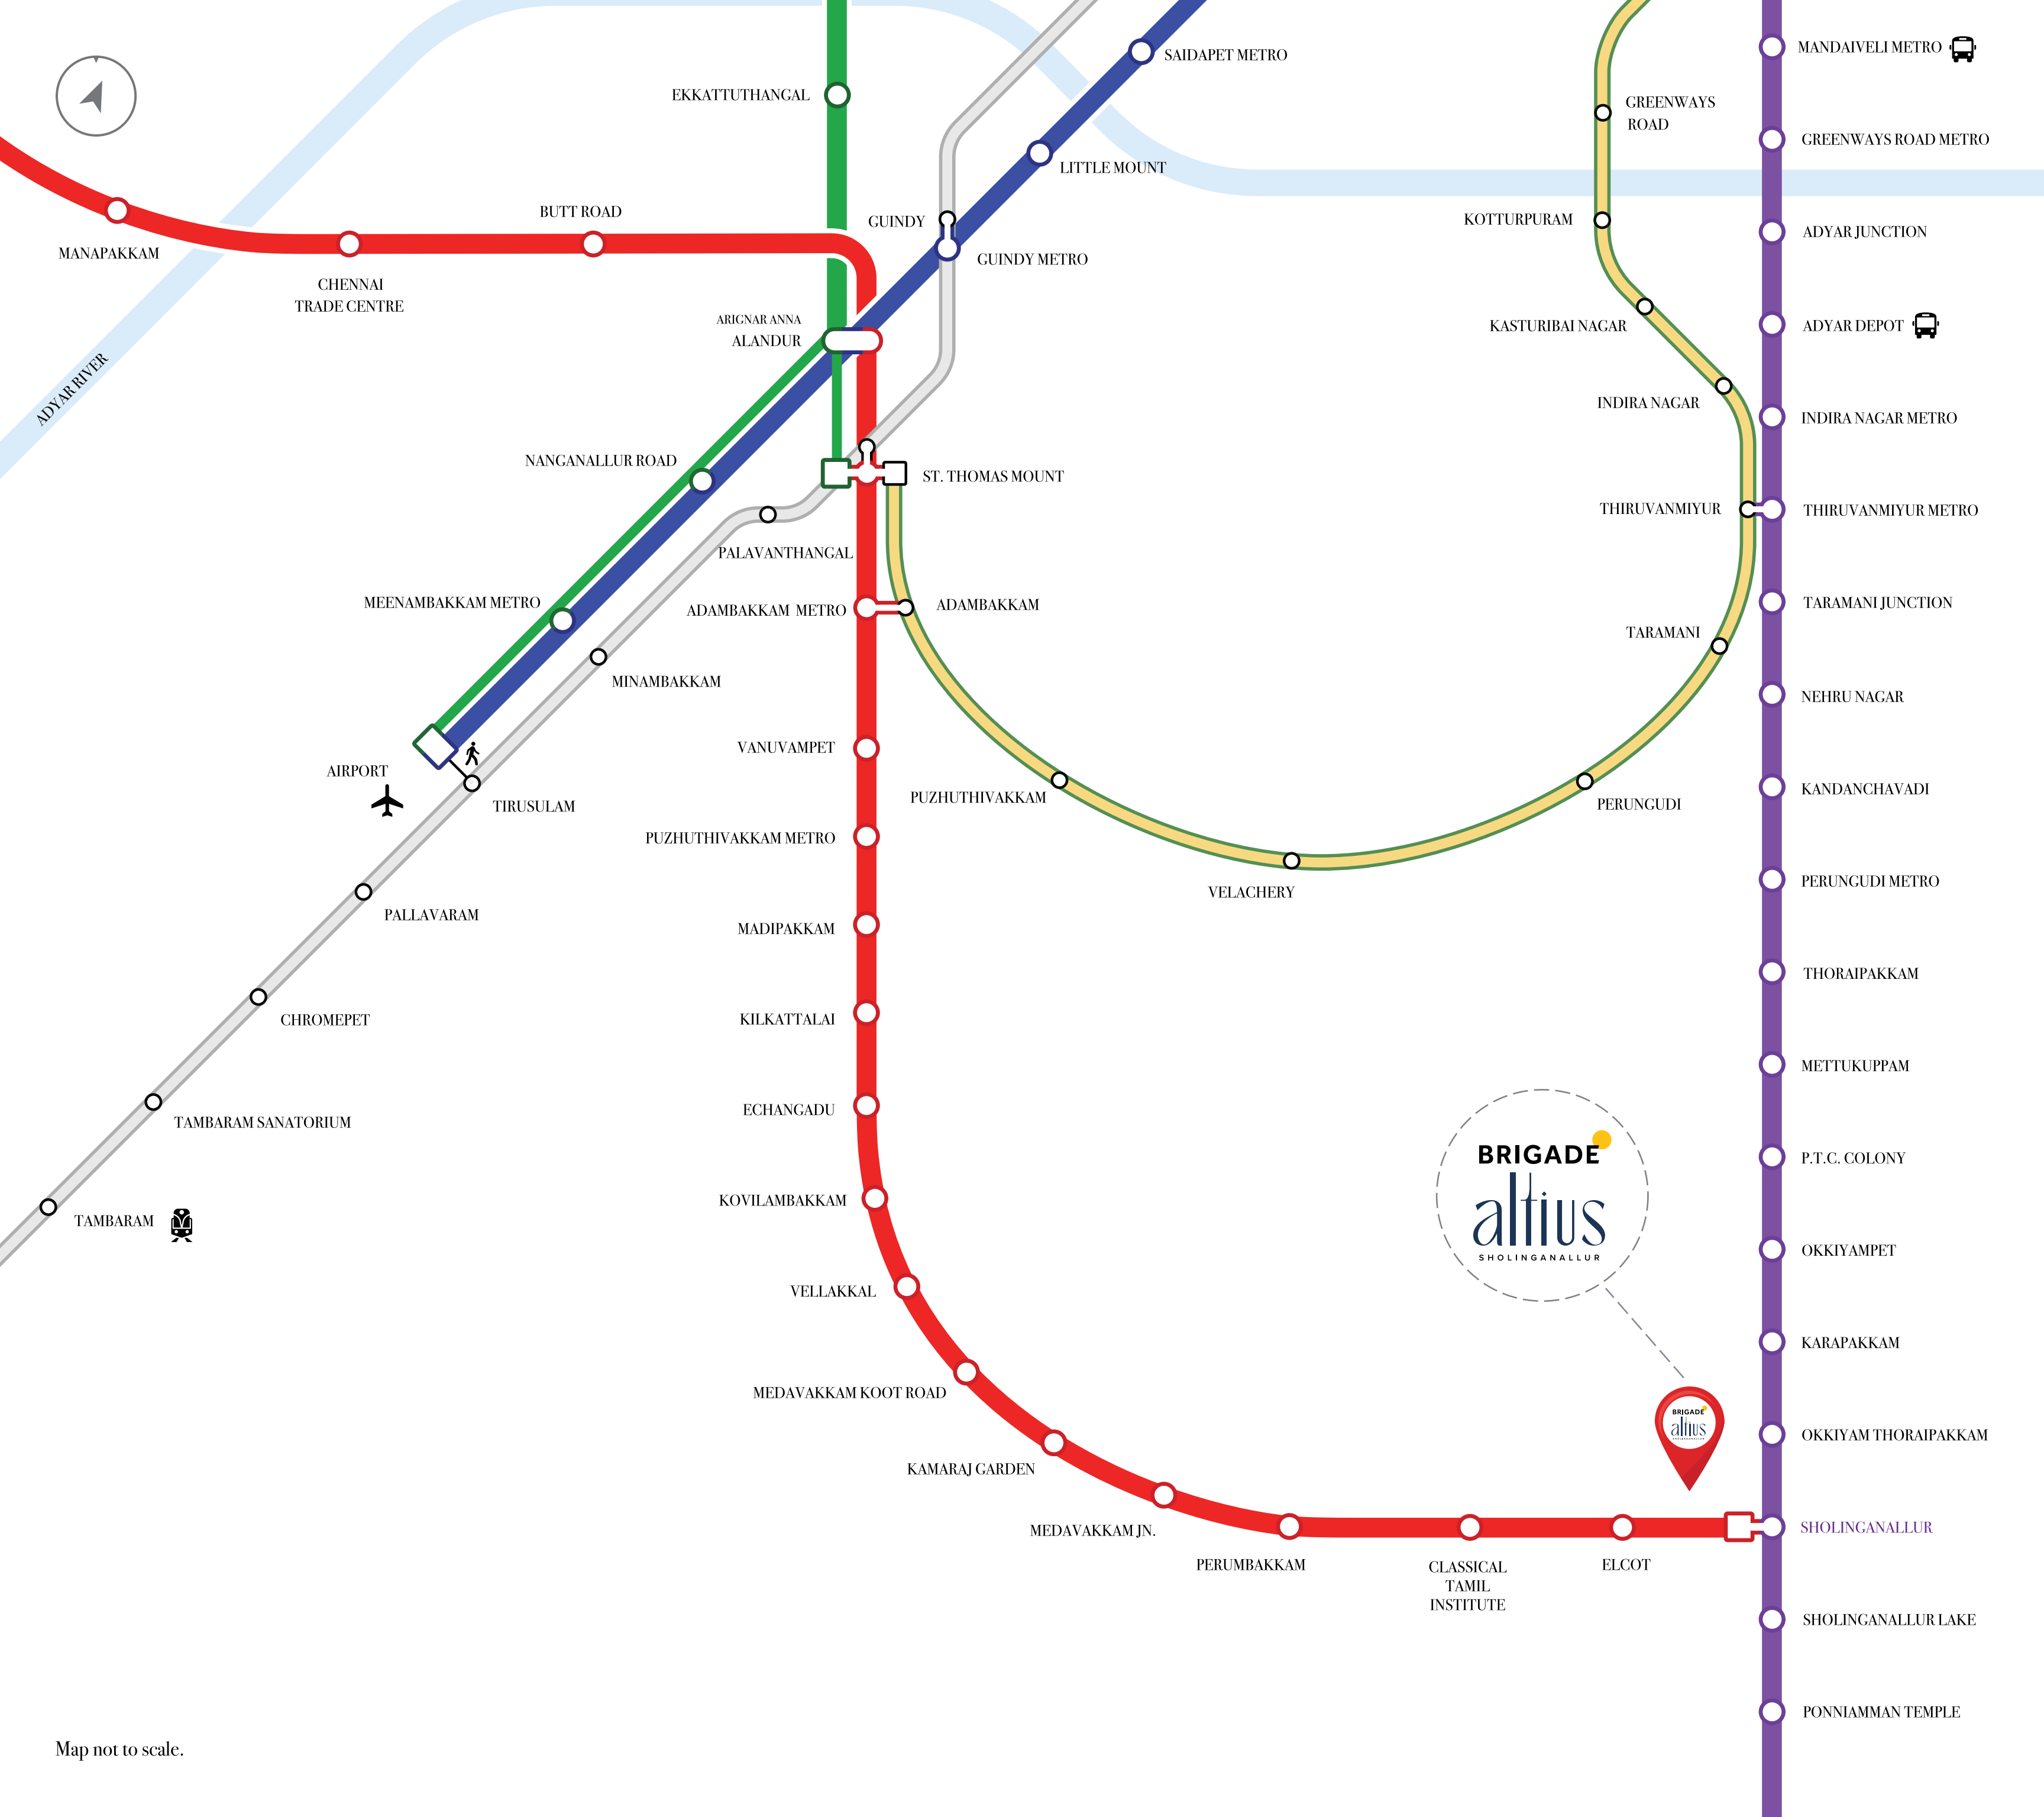 MANDAIVELI METRO
SAIDAPET METRO
EKKATTUTHANGAL
GREENWAYS
ROAD
GREENWAYS ROAD METRO
LITTLE MOUNT
BUTT ROAD
GUINDY
KOTTURPURAM
ADYAR JUNCTION
MANAPAKKAM
GUINDY METRO
CHENNAI
TRADE CENTRE
ARIGNAR ANNA
ALANDUR
KASTURIBAI NAGAR
ADYAR DEPOT
ADYAR RIVER
INDIRA NAGAR
INDIRA NAGAR METRO
NANGANALLUR ROAD
ST. THOMAS MOUNT
THIRUVANMIYUR
THIRUVANMIYUR METRO
PALAVANTHANGAL
MEENAMBAKKAM METRO
ADAMBAKKAM METRO
ADAMBAKKAM
TARAMANI JUNCTION
TARAMANI
MINAMBAKKAM
NEHRU NAGAR
VANUVAMPET
AIRPORT
TIRUSULAM
PUZHUTHIVAKKAM
PERUNGUDI
KANDANCHAVADI
PUZHUTHIVAKKAM METRO
VELACHERY
PERUNGUDI METRO
PALLAVARAM
MADIPAKKAM
THORAIPAKKAM
CHROMEPET
KILKATTALAI
METTUKUPPAM
TAMBARAM SANATORIUM
ECHANGADU
BRIGADE
altius
SHOLINGANALLUR
P.T.C. COLONY
KOVILAMBAKKAM
TAMBARAM
OKKIYAMPET
VELLAKKAL
KARAPAKKAM
MEDAVAKKAM KOOT ROAD
BRIGADE
altius
OKKIYAM THORAIPAKKAM
KAMARAJ GARDEN
MEDAVAKKAM JN.
SHOLINGANALLUR
PERUMBAKKAM
CLASSICAL
TAMIL
INSTITUTE
ELCOT
SHOLINGANALLUR LAKE
PONNIAMMAN TEMPLE
Map not to scale.